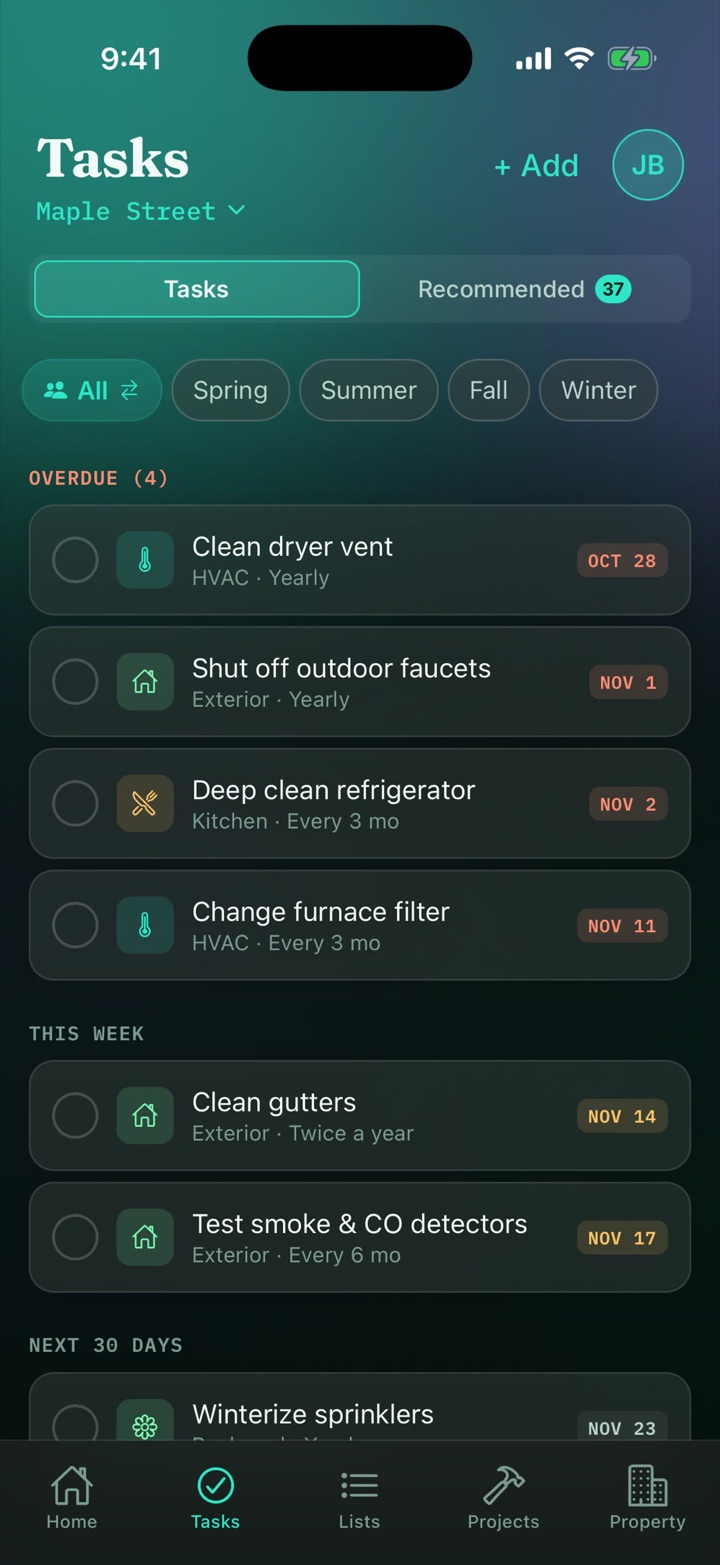 9:41
Tasks
+ Add
JB
Maple Street
Tasks
Recommended 37
All
Spring
Summer
Fall
Winter
OVERDUE (4)
Clean dryer vent
HVAC · Yearly
OCT 28
Shut off outdoor faucets
Exterior · Yearly
NOV 1
Deep clean refrigerator
Kitchen · Every 3 mo
NOV 2
Change furnace filter
HVAC · Every 3 mo
NOV 11
THIS WEEK
Clean gutters
Exterior · Twice a year
NOV 14
Test smoke & CO detectors
Exterior · Every 6 mo
NOV 17
NEXT 30 DAYS
Winterize sprinklers
NOV 23
Home
Tasks
Lists
Projects
Property